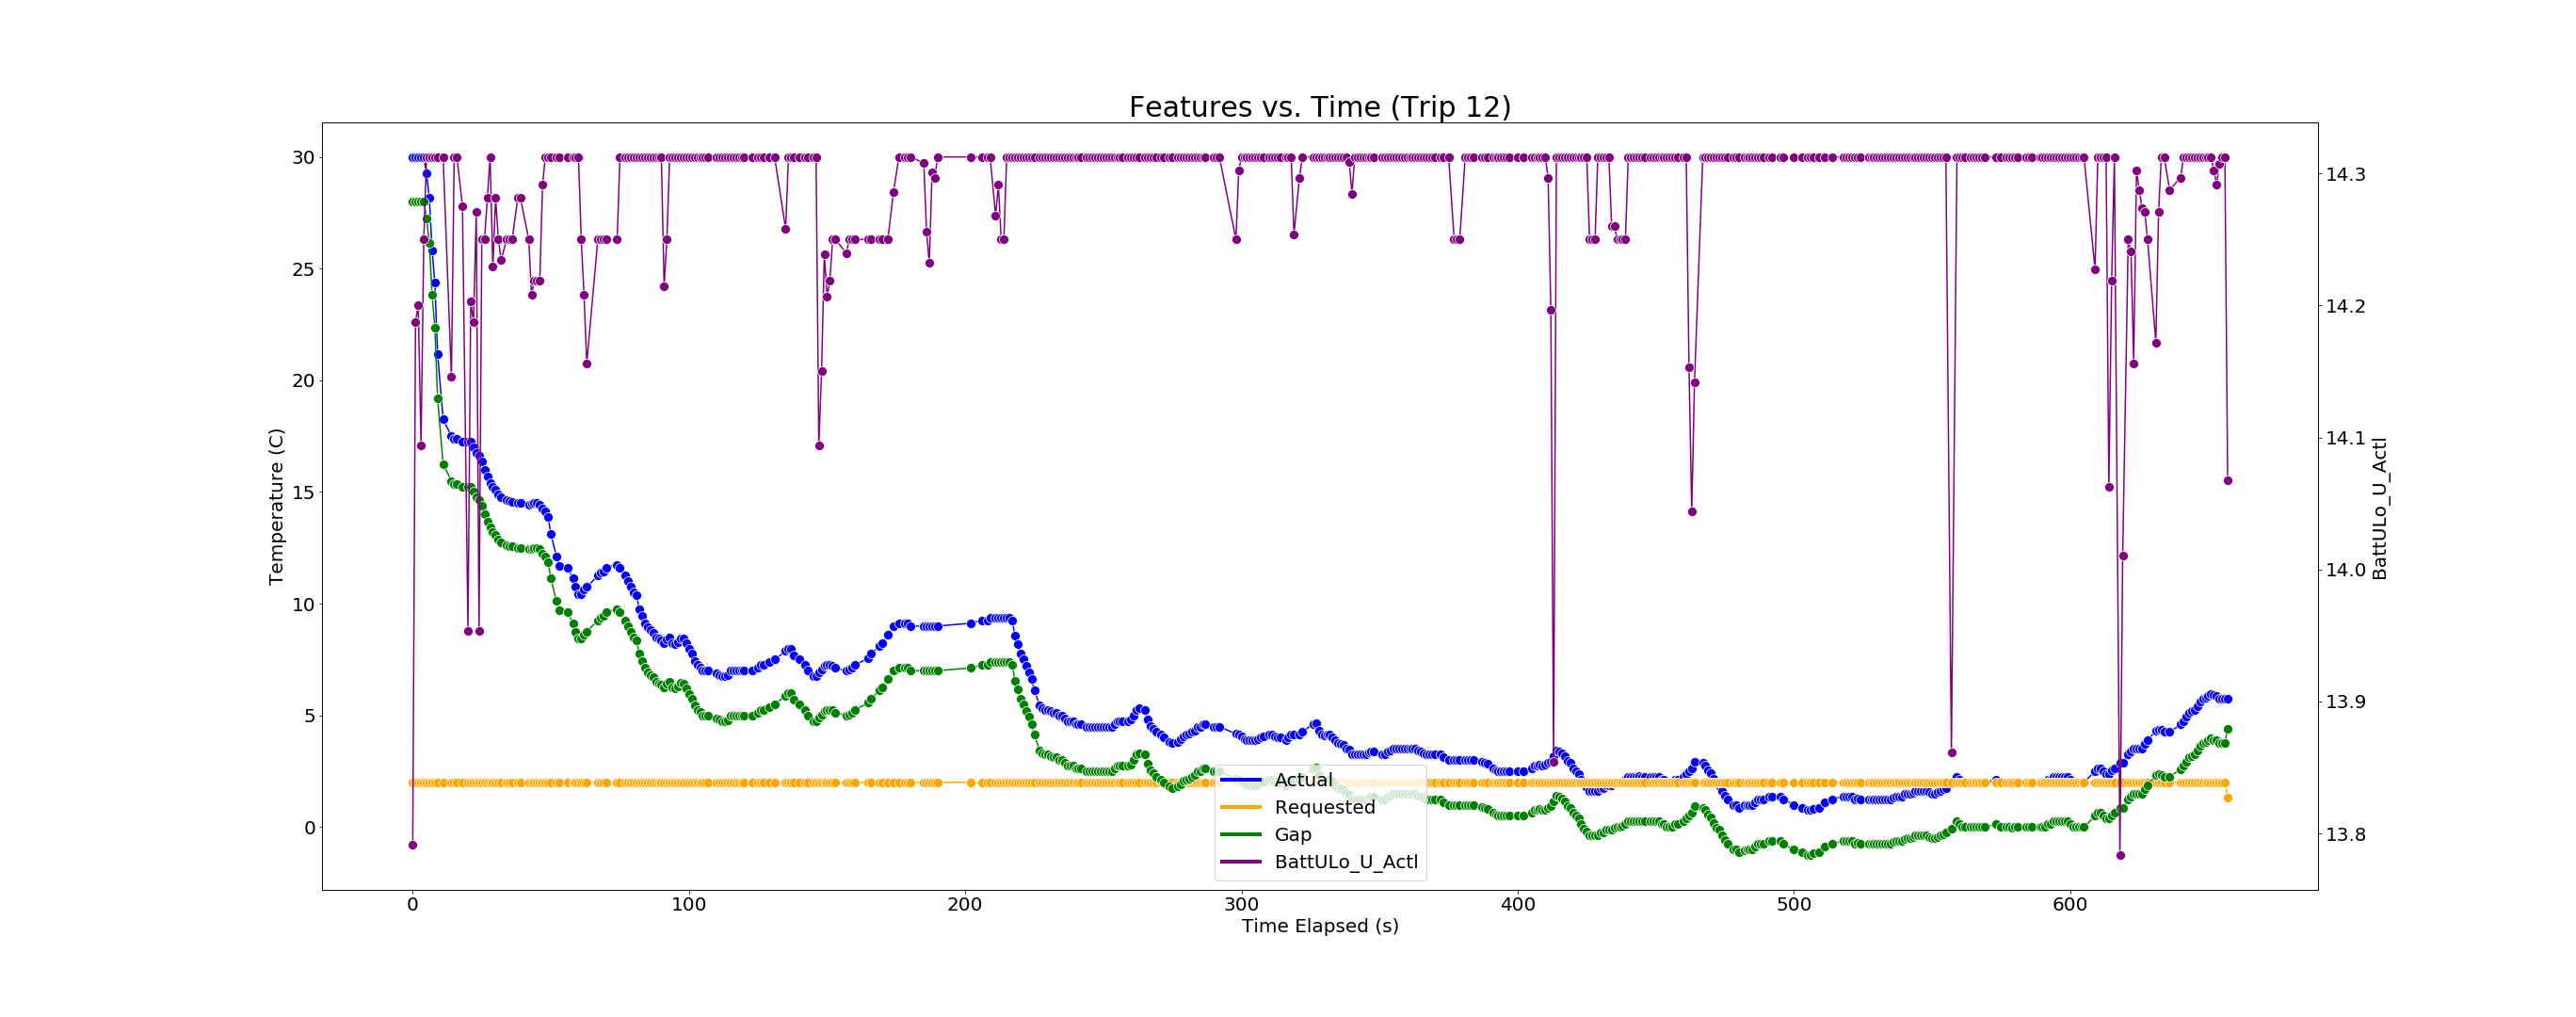 Features vs. Time (Trip 12)
30
25
20
15
10
5
0
Temperature (C)
14.3
14.2
14.1
14.0
13.9
13.8
BattULo_U_Actl
Actual
Requested
Gap
BattULo_U_Actl
0 100 200 300 400 500 600
Time Elapsed (s)